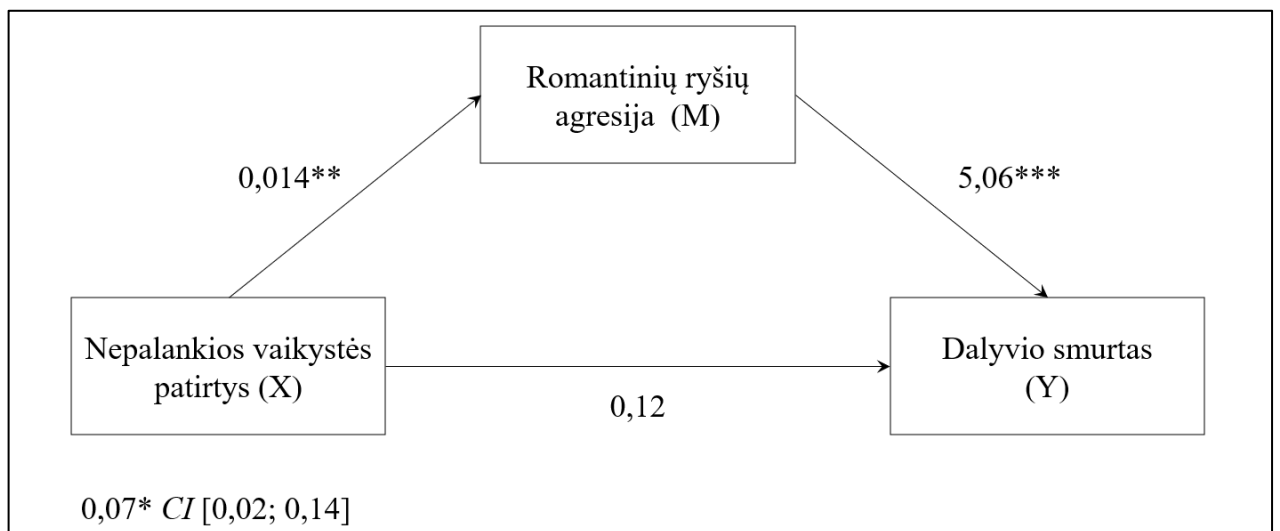 Romantinių ryšių
agresija (M)
0,014**
5,06***
Nepalankios vaikystės
patirtys (X)
Dalyvio smurtas
(Y)
0,12
0,07* CI [0,02; 0,14]